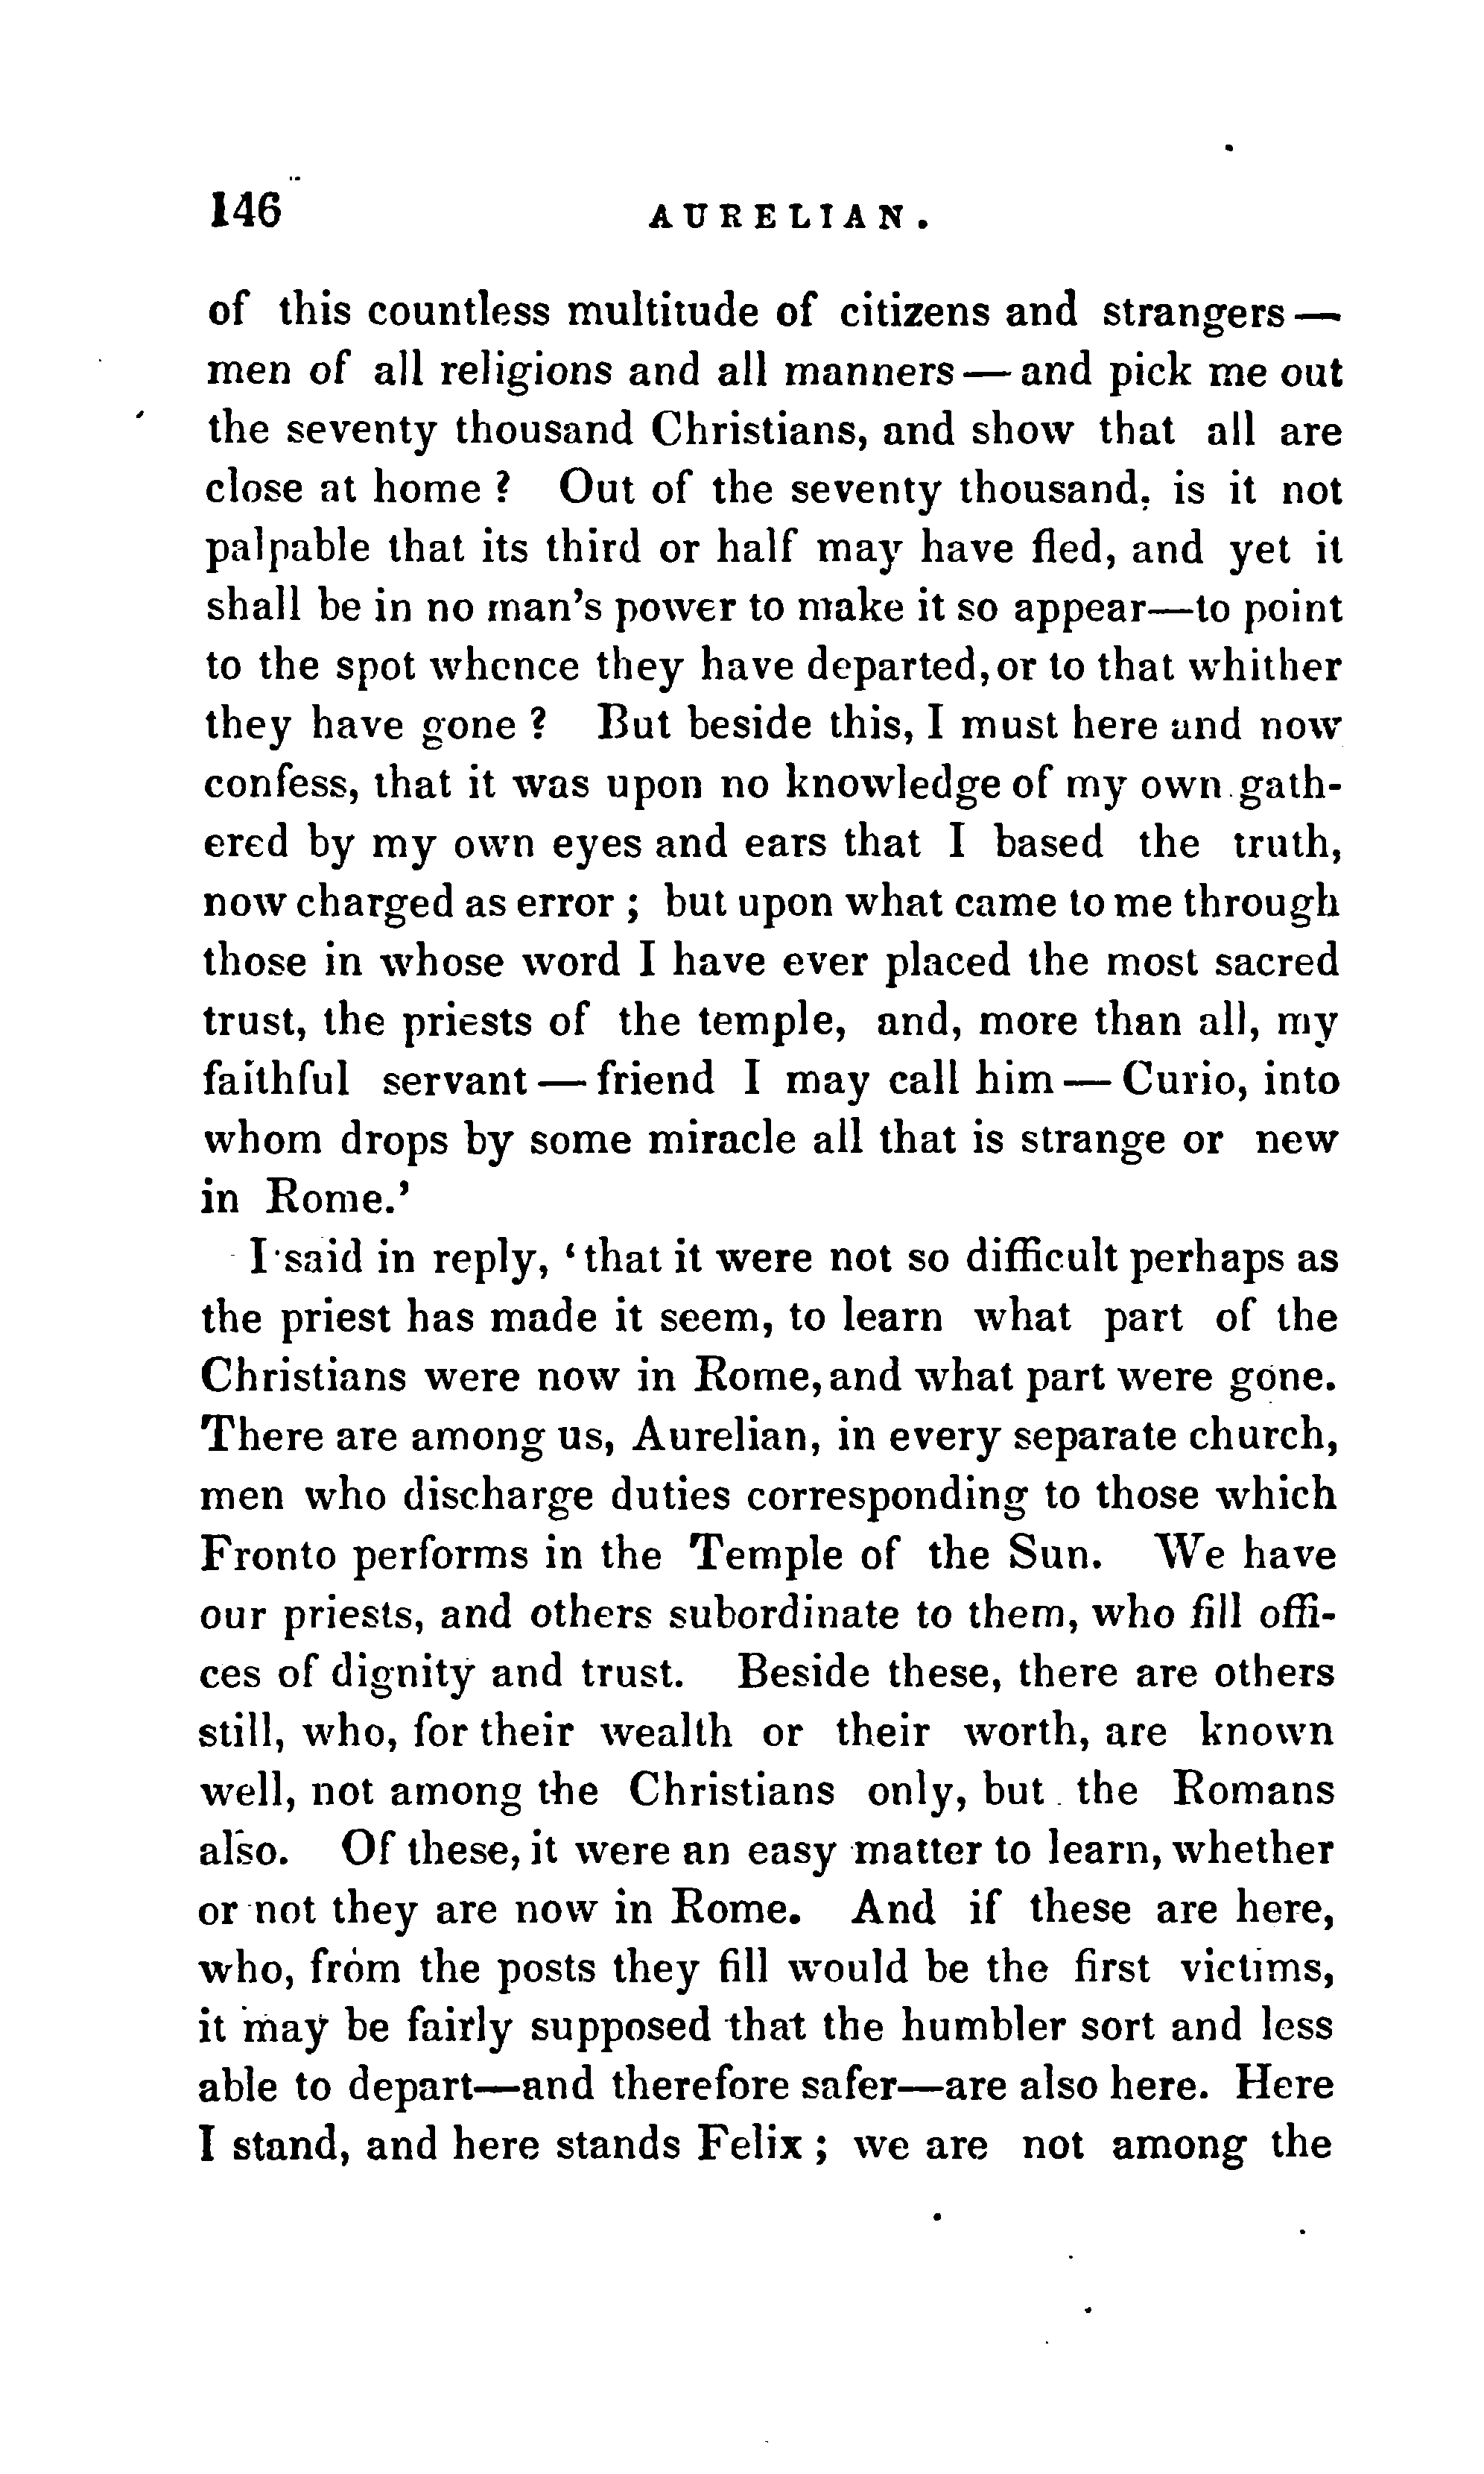 146 AURELIAN.
of this countless multitude of citizens and strangers —
men of all religions and all manners — and pick me out
the seventy thousand Christians, and show that all are
close at home ? Out of the seventy thousand, is it not
palpable that its third or half may have fled, and yet it
shall be in no man's power to make it so appear—to point
to the spot whence they have departed, or to that whither
they have gone ? But beside this, I must here and now
confess, that it was upon no knowledge of my own gath-
ered by my own eyes and ears that I based the truth,
now charged as error ; but upon what came to me through
those in whose word I have ever placed the most sacred
trust, the priests of the temple, and, more than all, my
faithful servant — friend I may call him — Curio, into
whom drops by some miracle all that is strange or new
in Rome.'
I said in reply, 'that it were not so difficult perhaps as
the priest has made it seem, to learn what part of the
Christians were now in Rome, and what part were gone.
There are among us, Aurelian, in every separate church,
men who discharge duties corresponding to those which
Fronto performs in the Temple of the Sun. We have
our priests, and others subordinate to them, who fill offi-
ces of dignity and trust. Beside these, there are others
still, who, for their wealth or their worth, are known
well, not among the Christians only, but the Romans
also. Of these, it were an easy matter to learn, whether
or not they are now in Rome. And if these are here,
who, from the posts they fill would be the first victims,
it may be fairly supposed that the humbler sort and less
able to depart—and therefore safer—are also here. Here
I stand, and here stands Felix ; we are not among the